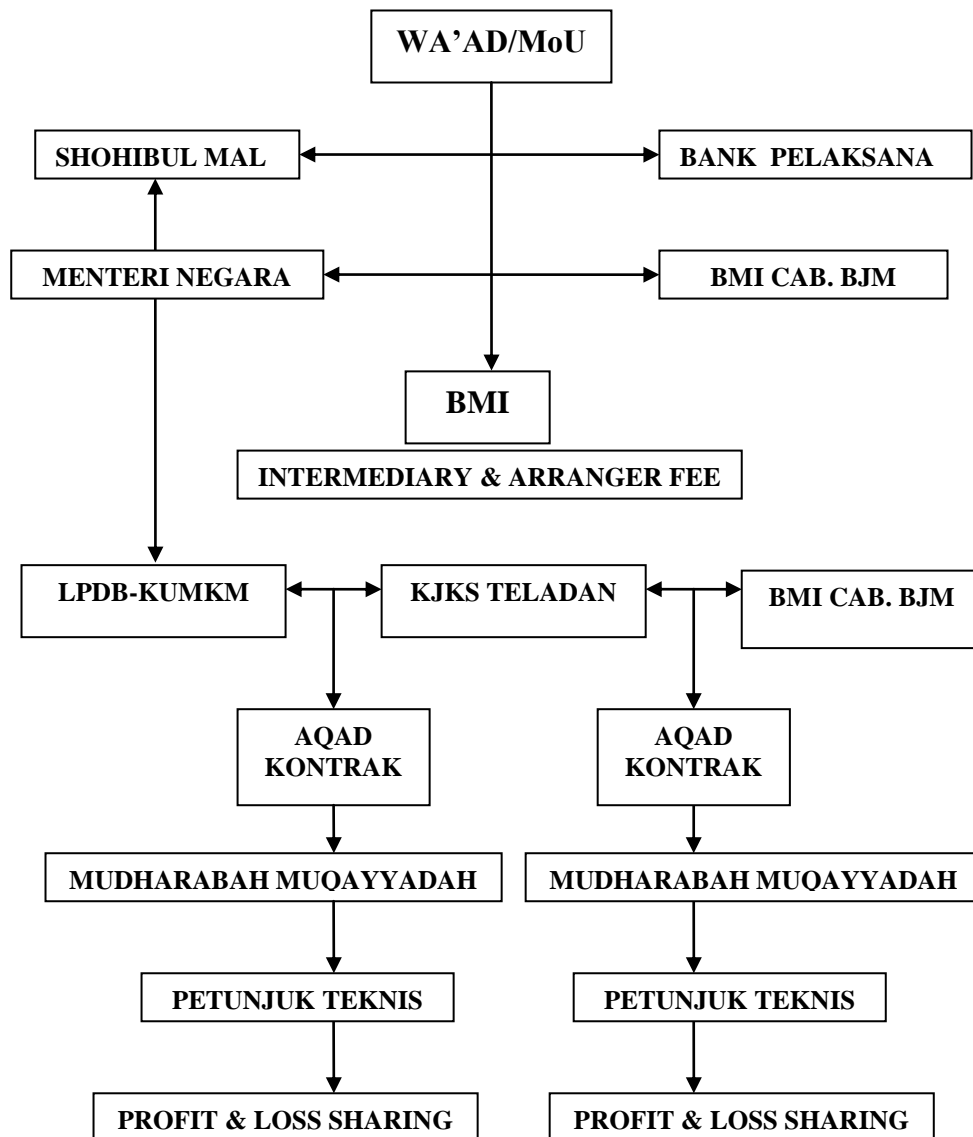 WA’AD/MoU
SHOHIBUL MAL
BANK PELAKSANA
MENTERI NEGARA
BMI CAB. BJM
BMI
INTERMEDIARY & ARRANGER FEE
LPDB-KUMKM
KJKS TELADAN
BMI CAB. BJM
AQAD
KONTRAK
AQAD
KONTRAK
MUDHARABAH MUQAYYADAH
MUDHARABAH MUQAYYADAH
PETUNJUK TEKNIS
PETUNJUK TEKNIS
PROFIT & LOSS SHARING
PROFIT & LOSS SHARING